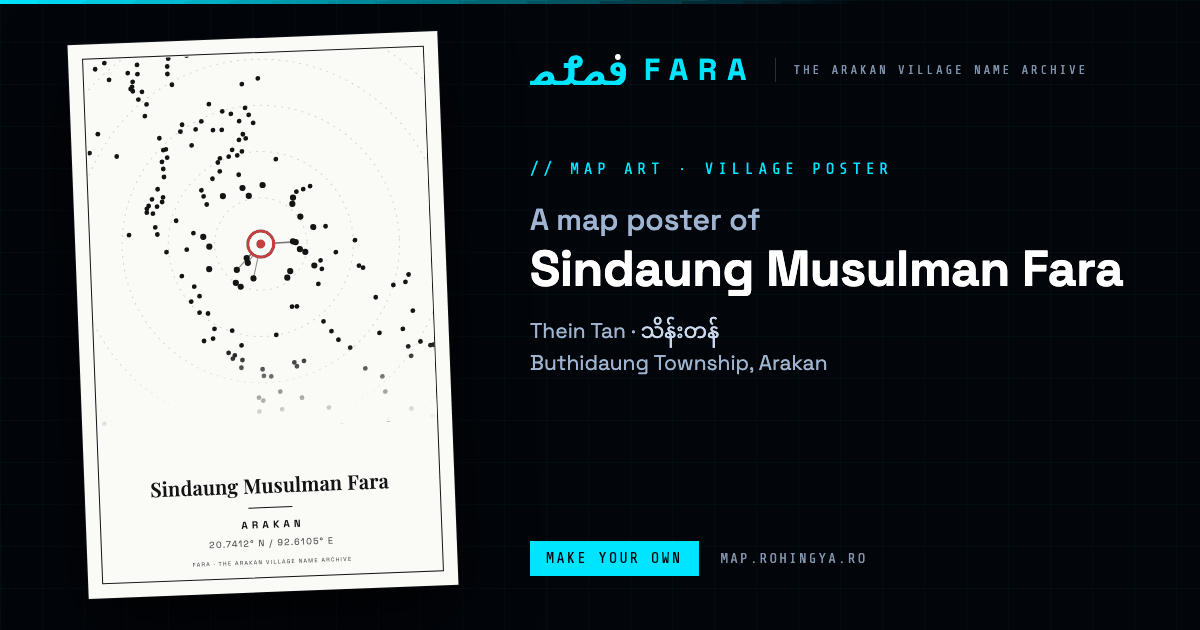 FARA
THE ARAKAN VILLAGE NAME ARCHIVE
// MAP ART · VILLAGE POSTER
A map poster of
Sindaung Musulman Fara
Thein Tan · သိန်းတန်
Buthidaung Township, Arakan
MAKE YOUR OWN
MAP.ROHINGYA.RO
Sindaung Musulman Fara
ARAKAN
20.7412° N / 92.6105° E
FARA · THE ARAKAN VILLAGE NAME ARCHIVE